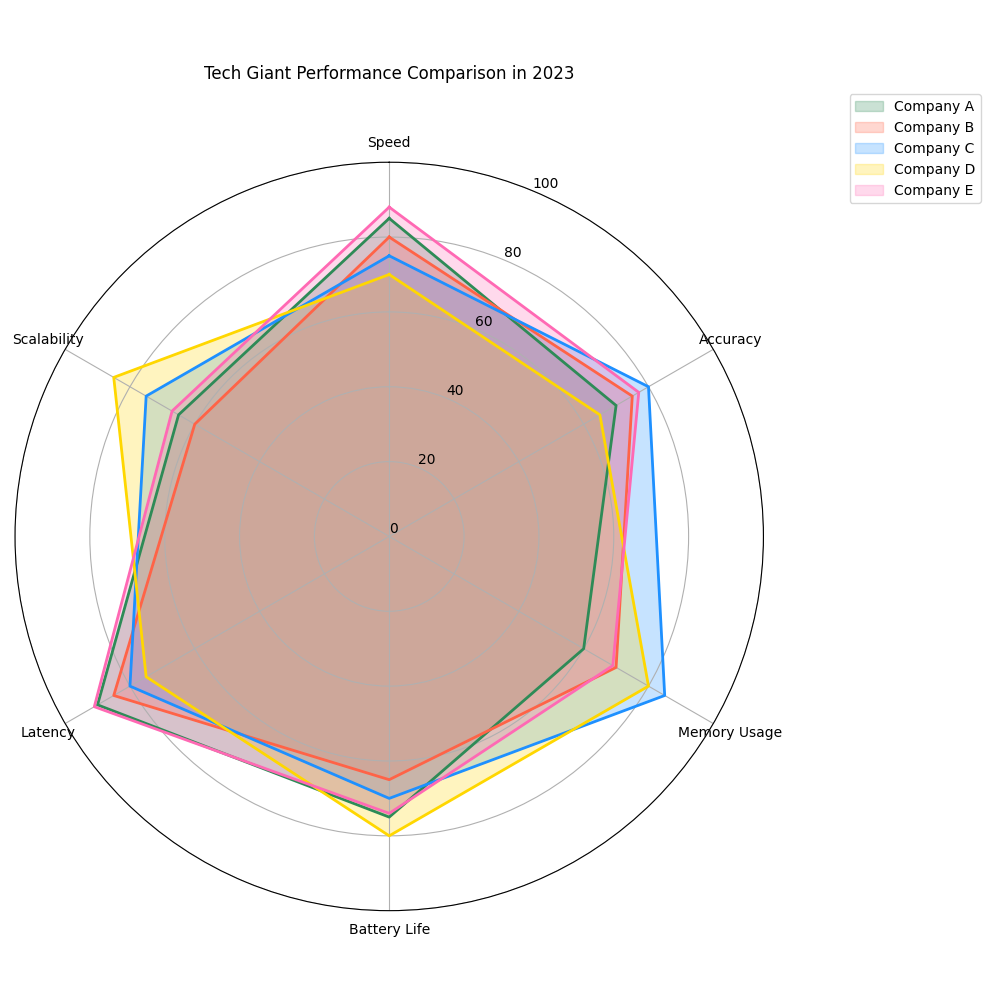 Tech Giant Performance Comparison in 2023
Company A
Company B
Company C
Company D
Company E
Speed
100
80
60
Scalability
Accuracy
40
20
0
Latency
Memory Usage
Battery Life